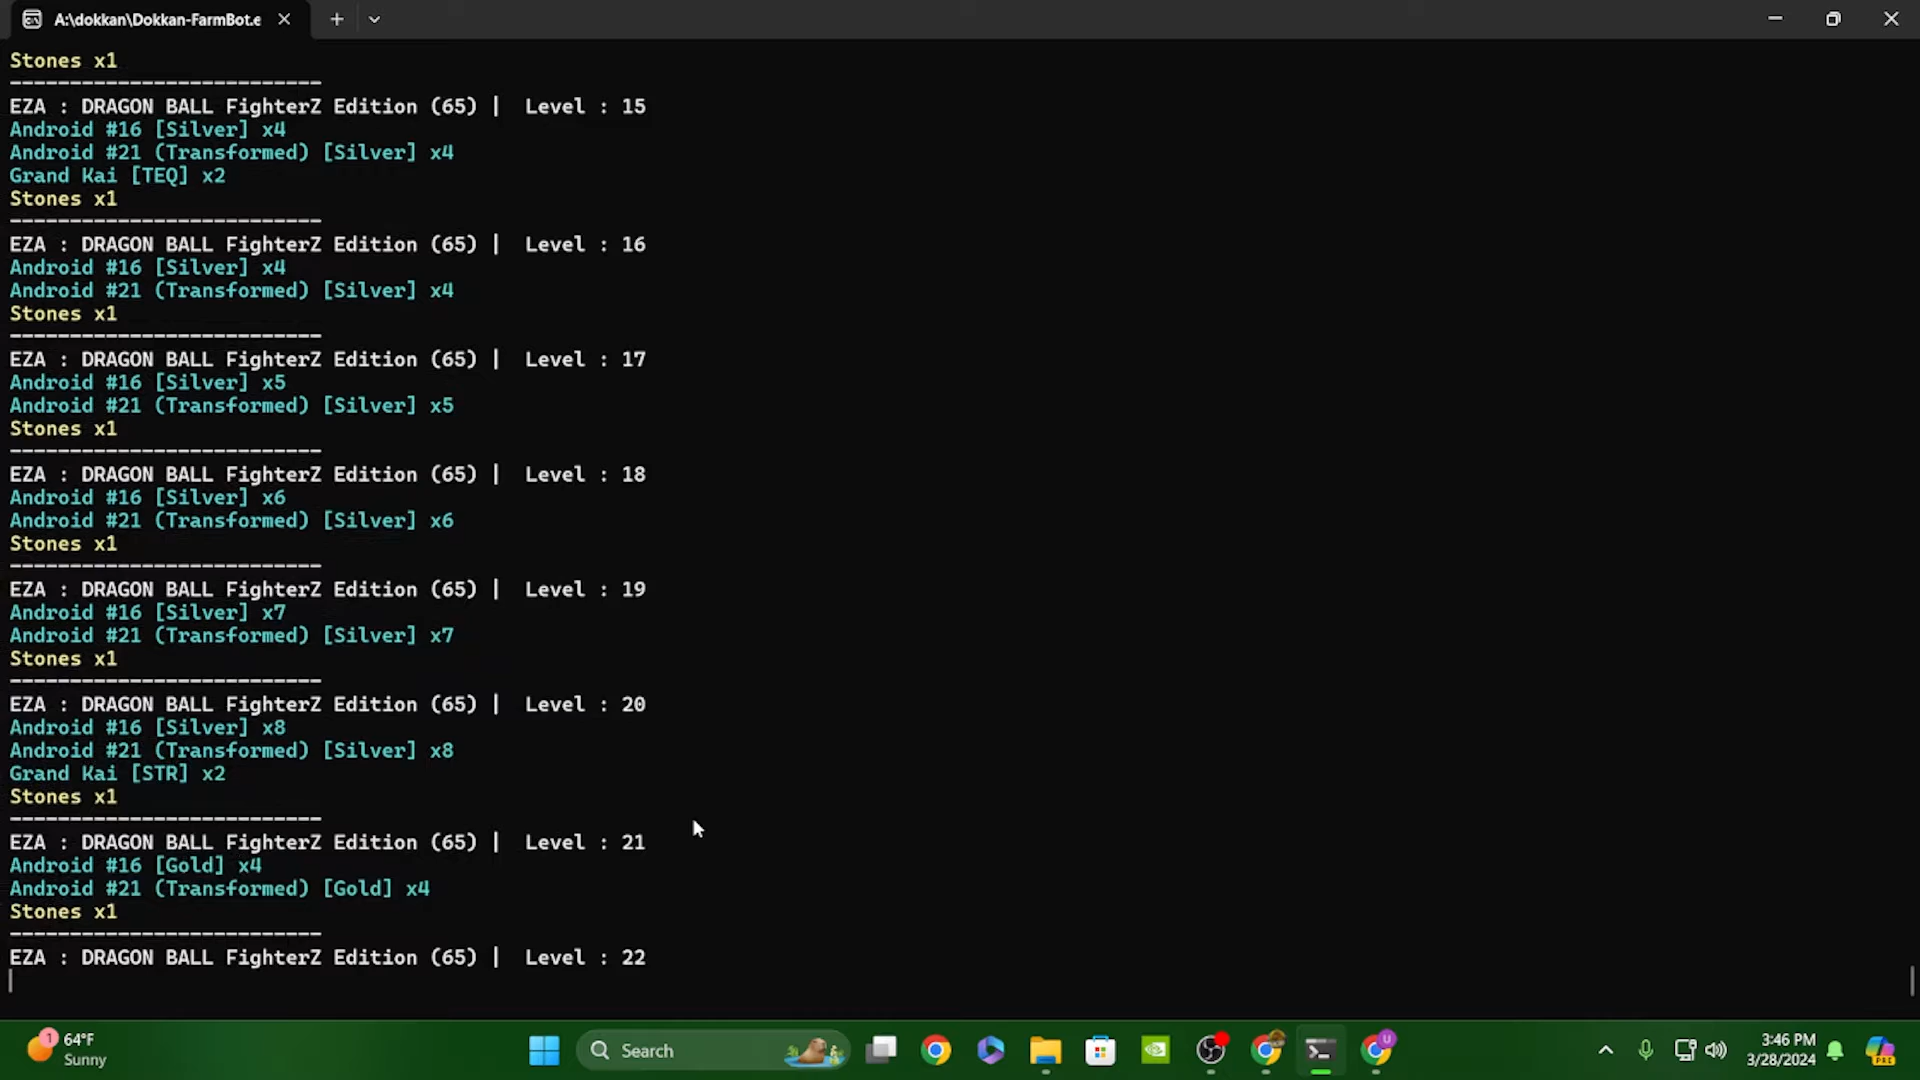 A:\dokkan\Dokkan-FarmBot.e
Stones x1
--------------------------
EZA : DRAGON BALL FighterZ Edition (65) |  Level : 15
Android #16 [Silver] x4
Android #21 (Transformed) [Silver] x4
Grand Kai [TEQ] x2
Stones x1
--------------------------
EZA : DRAGON BALL FighterZ Edition (65) |  Level : 16
Android #16 [Silver] x4
Android #21 (Transformed) [Silver] x4
Stones x1
--------------------------
EZA : DRAGON BALL FighterZ Edition (65) |  Level : 17
Android #16 [Silver] x5
Android #21 (Transformed) [Silver] x5
Stones x1
--------------------------
EZA : DRAGON BALL FighterZ Edition (65) |  Level : 18
Android #16 [Silver] x6
Android #21 (Transformed) [Silver] x6
Stones x1
--------------------------
EZA : DRAGON BALL FighterZ Edition (65) |  Level : 19
Android #16 [Silver] x7
Android #21 (Transformed) [Silver] x7
Stones x1
--------------------------
EZA : DRAGON BALL FighterZ Edition (65) |  Level : 20
Android #16 [Silver] x8
Android #21 (Transformed) [Silver] x8
Grand Kai [STR] x2
Stones x1
--------------------------
EZA : DRAGON BALL FighterZ Edition (65) |  Level : 21
Android #16 [Gold] x4
Android #21 (Transformed) [Gold] x4
Stones x1
--------------------------
EZA : DRAGON BALL FighterZ Edition (65) |  Level : 22
1
64°F
Sunny
Search
U
3:46 PM
3/28/2024
PRE